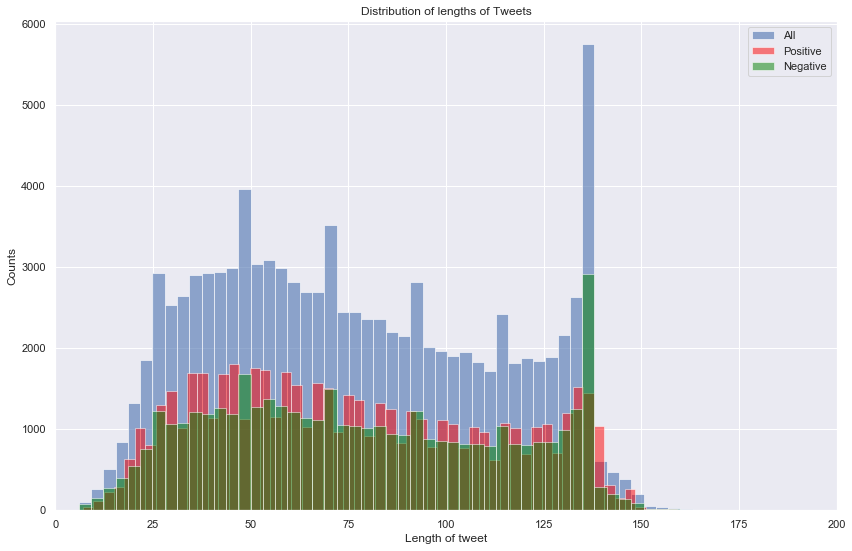 Distribution of lengths of Tweets
All
Positive
Negative
6000
5000
4000
3000
2000
1000
0
Counts
0 25 50 75 100 125 150 175 200
Length of tweet